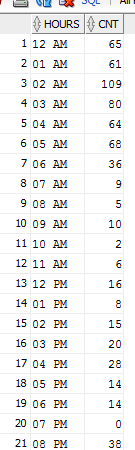 SQL
HOURS CNT
1 12 AM 65
2 01 AM 61
3 02 AM 109
4 03 AM 80
5 04 AM 64
6 05 AM 68
7 06 AM 36
8 07 AM 9
9 08 AM 5
10 09 AM 10
11 10 AM 2
12 11 AM 6
13 12 PM 16
14 01 PM 8
15 02 PM 15
16 03 PM 20
17 04 PM 28
18 05 PM 14
19 06 PM 14
20 07 PM 0
21 08 PM 38